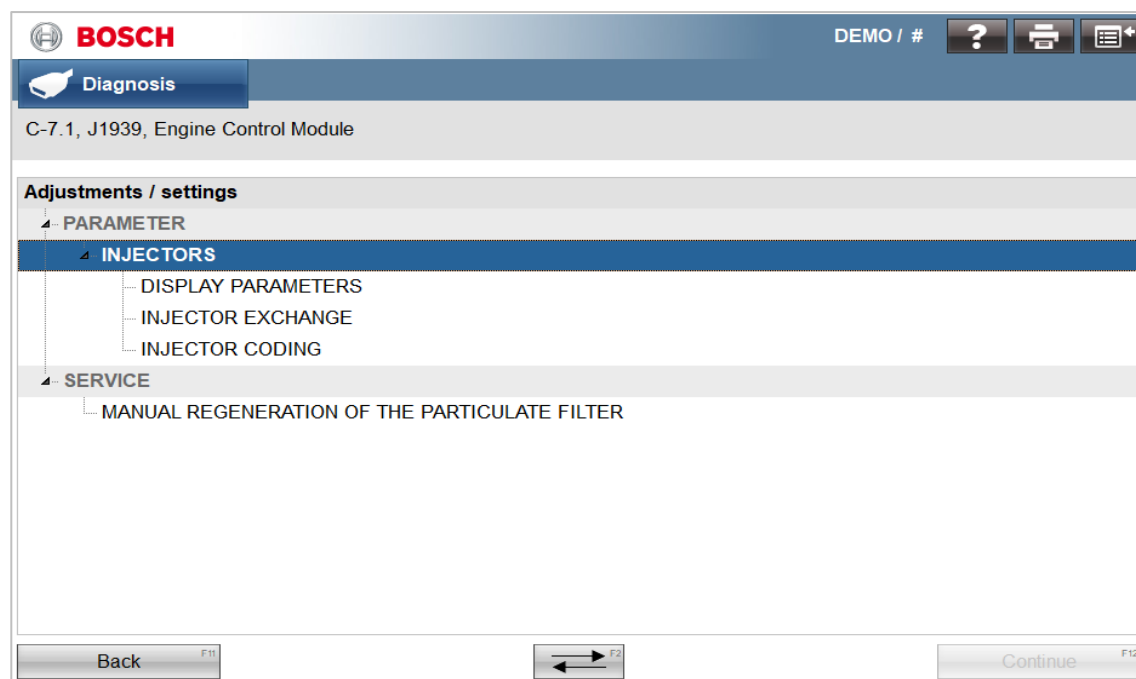 BOSCH
DEMO / #
?
Diagnosis
C-7.1, J1939, Engine Control Module
Adjustments / settings
PARAMETER
INJECTORS
DISPLAY PARAMETERS
INJECTOR EXCHANGE
INJECTOR CODING
SERVICE
MANUAL REGENERATION OF THE PARTICULATE FILTER
Back F11
F2
Continue F12